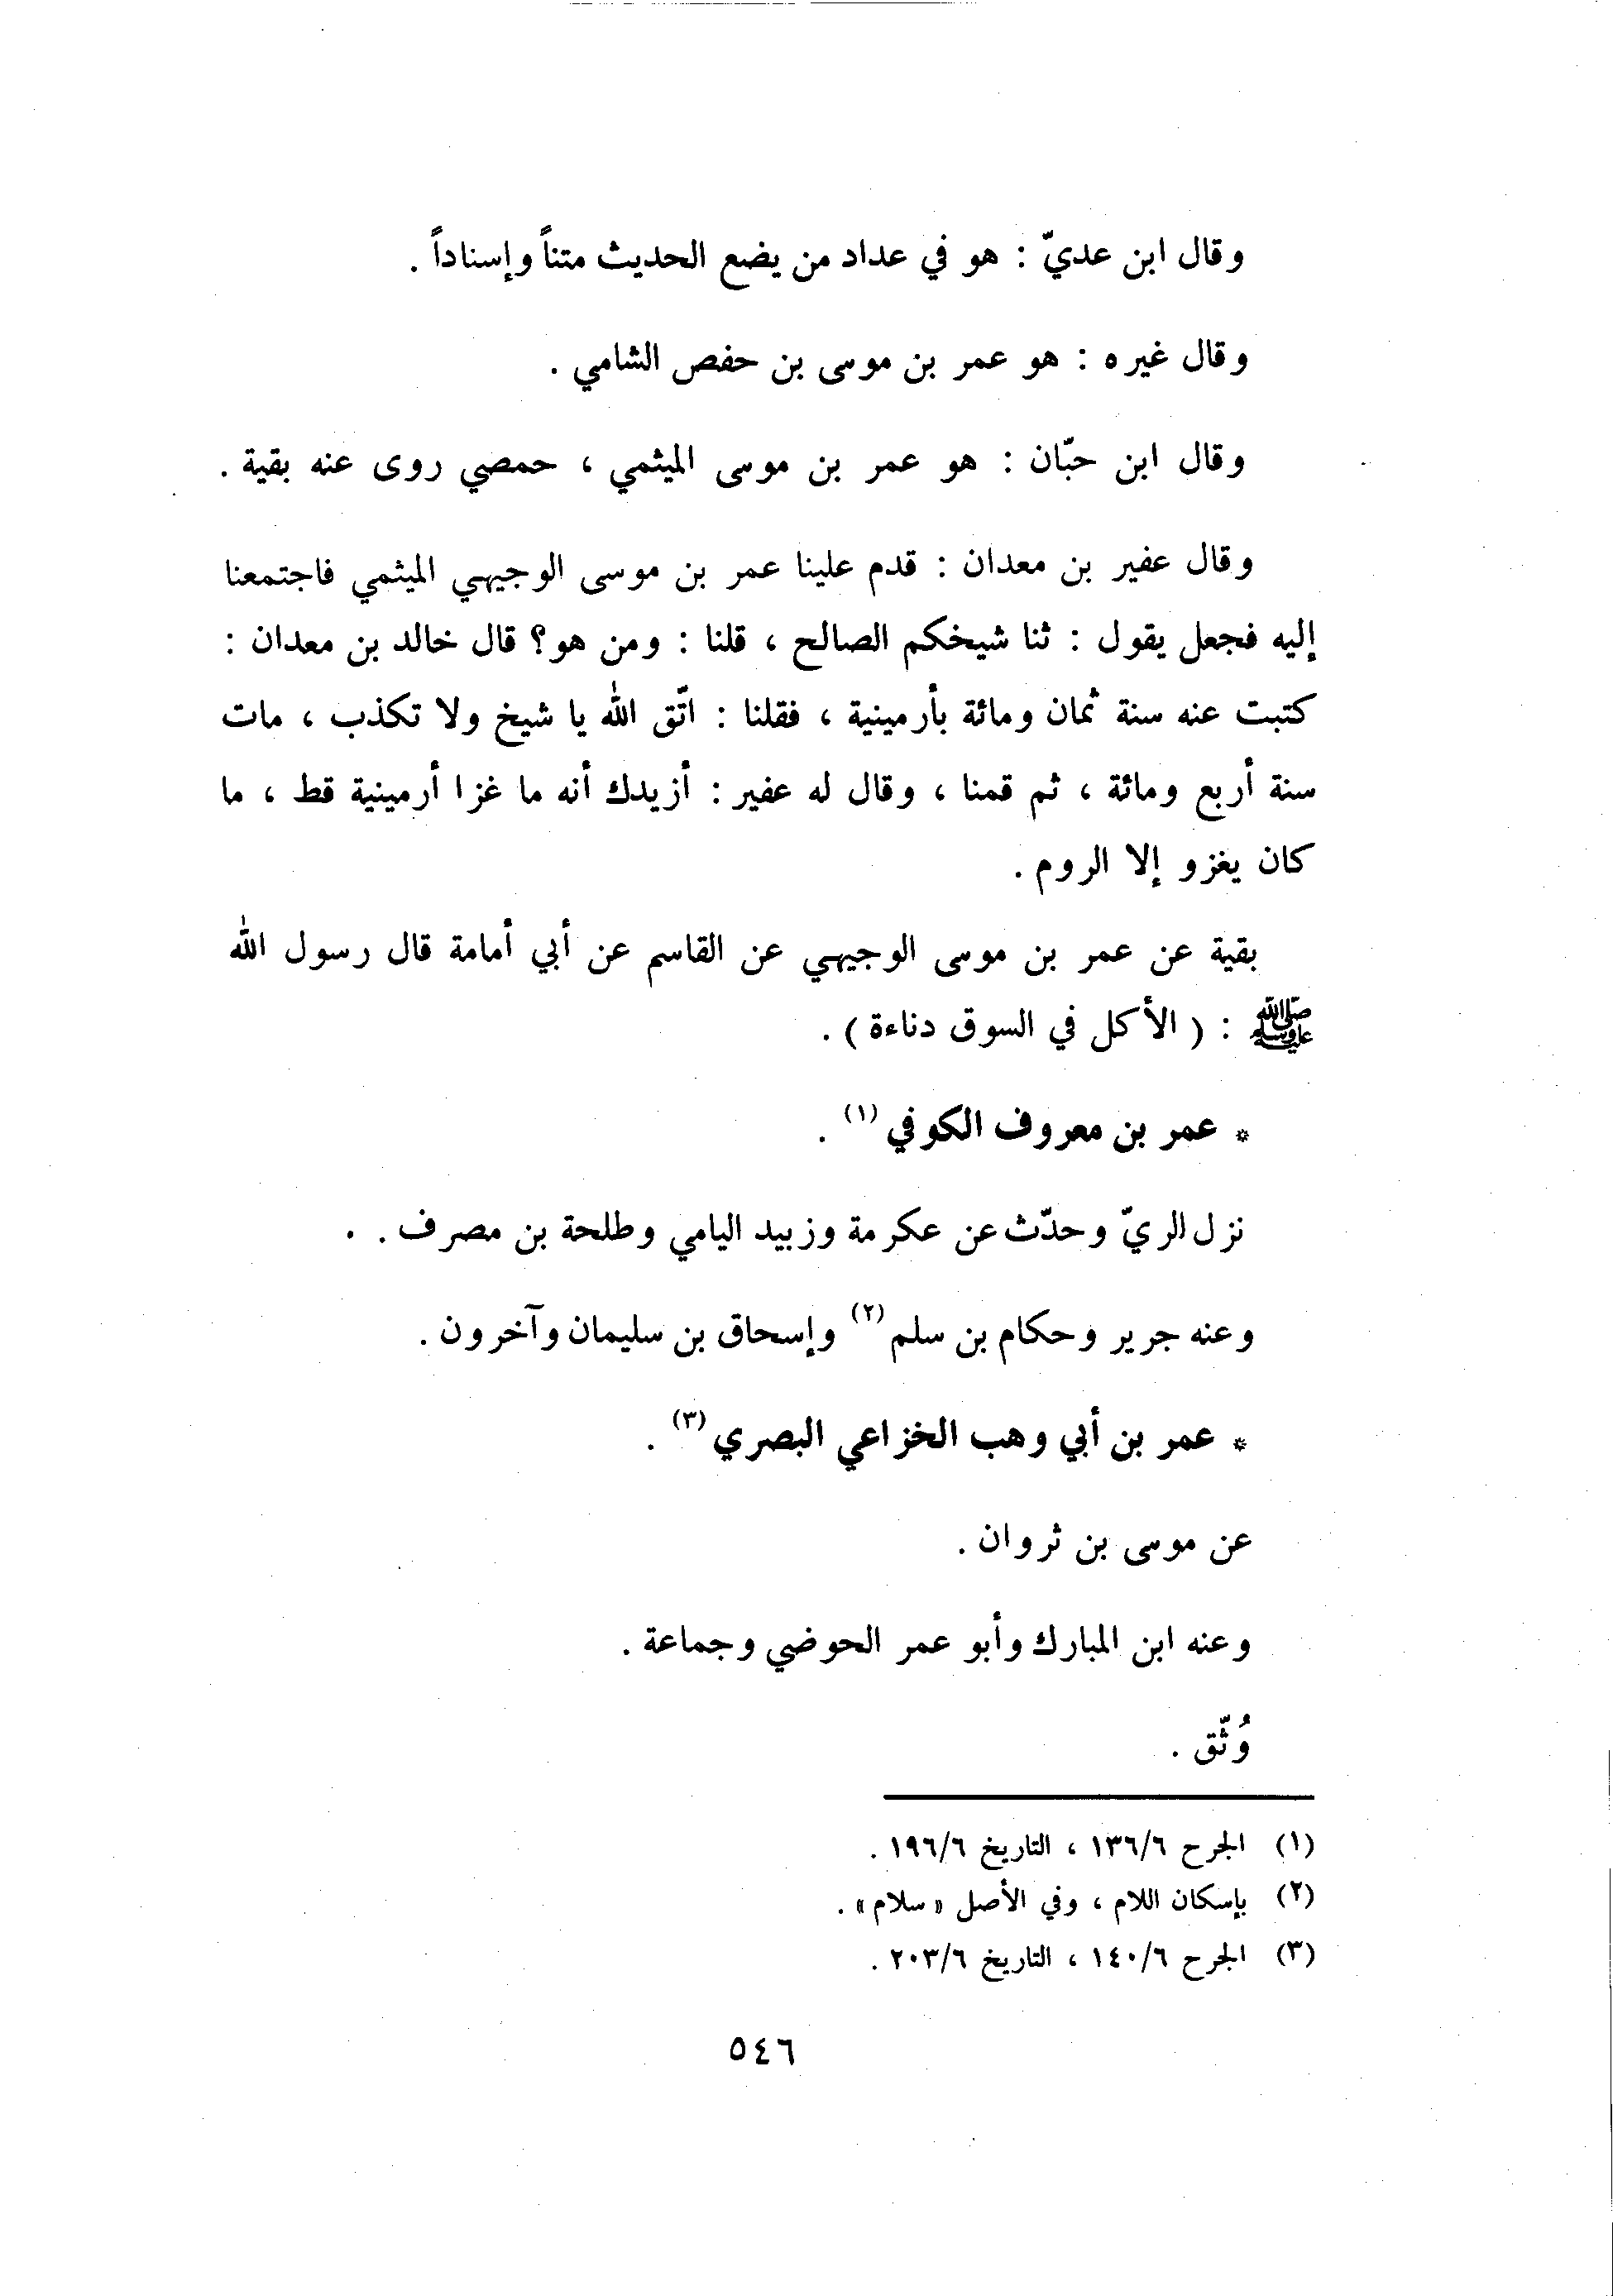 وقال ابن عديّ : هو في عداد من يضع الحديث متناً وإسناداً .
وقال غيره : هو عمر بن موسى بن حفص الشامي .
وقال ابن حبّان : هو عمر بن موسى الميثمي ، حمصي روى عنه بقية .
وقال عفير بن معدان : قدم علينا عمر بن موسى الوجيهي الميثمي فاجتمعنا
إليه فجعل يقول : ثنا شيخكم الصالح ، قلنا : ومن هو؟ قال خالد بن معدان :
كتبت عنه سنة ثمان ومائة بأرمينية ، فقلنا : اتّق الله يا شيخ ولا تكذب ، مات
سنة أربع ومائة ، ثم قمنا ، وقال له عفير : أزيدك أنه ما غزا أرمينية قط ، ما
كان يغزو إلا الروم .
بقية عن عمر بن موسى الوجيهي عن القاسم عن أبي أمامة قال رسول الله
ﷺ : ( الأكل في السوق دناءة ) .
* عمر بن معروف الكوفي (١) .
نزل الريّ وحدّث عن عكرمة وزبيد اليامي وطلحة بن مصرف . .
وعنه جرير وحكام بن سلم (٢) وإسحاق بن سليمان وآخرون .
* عمر بن أبي وهب الخزاعي البصري (٣) .
عن موسى بن ثروان .
وعنه ابن المبارك وأبو عمر الحوضي وجماعة .
وُثّق .
(١) الجرح ١٣٦/٦ ، التاريخ ١٩٦/٦ .
(٢) بإسكان اللام ، وفي الأصل « سلام » .
(٣) الجرح ١٤٠/٦ ، التاريخ ٢٠٣/٦ .
٥٤٦